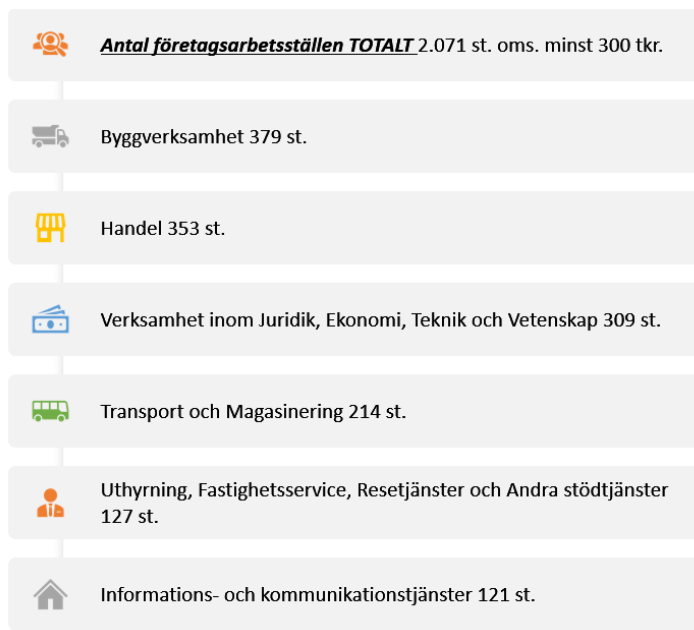 Antal företagsarbetsställen TOTALT 2.071 st. oms. minst 300 tkr.
Byggverksamhet 379 st.
Handel 353 st.
Verksamhet inom Juridik, Ekonomi, Teknik och Vetenskap 309 st.
Transport och Magasinering 214 st.
Uthyrning, Fastighetsservice, Resetjänster och Andra stödtjänster
127 st.
Informations- och kommunikationstjänster 121 st.